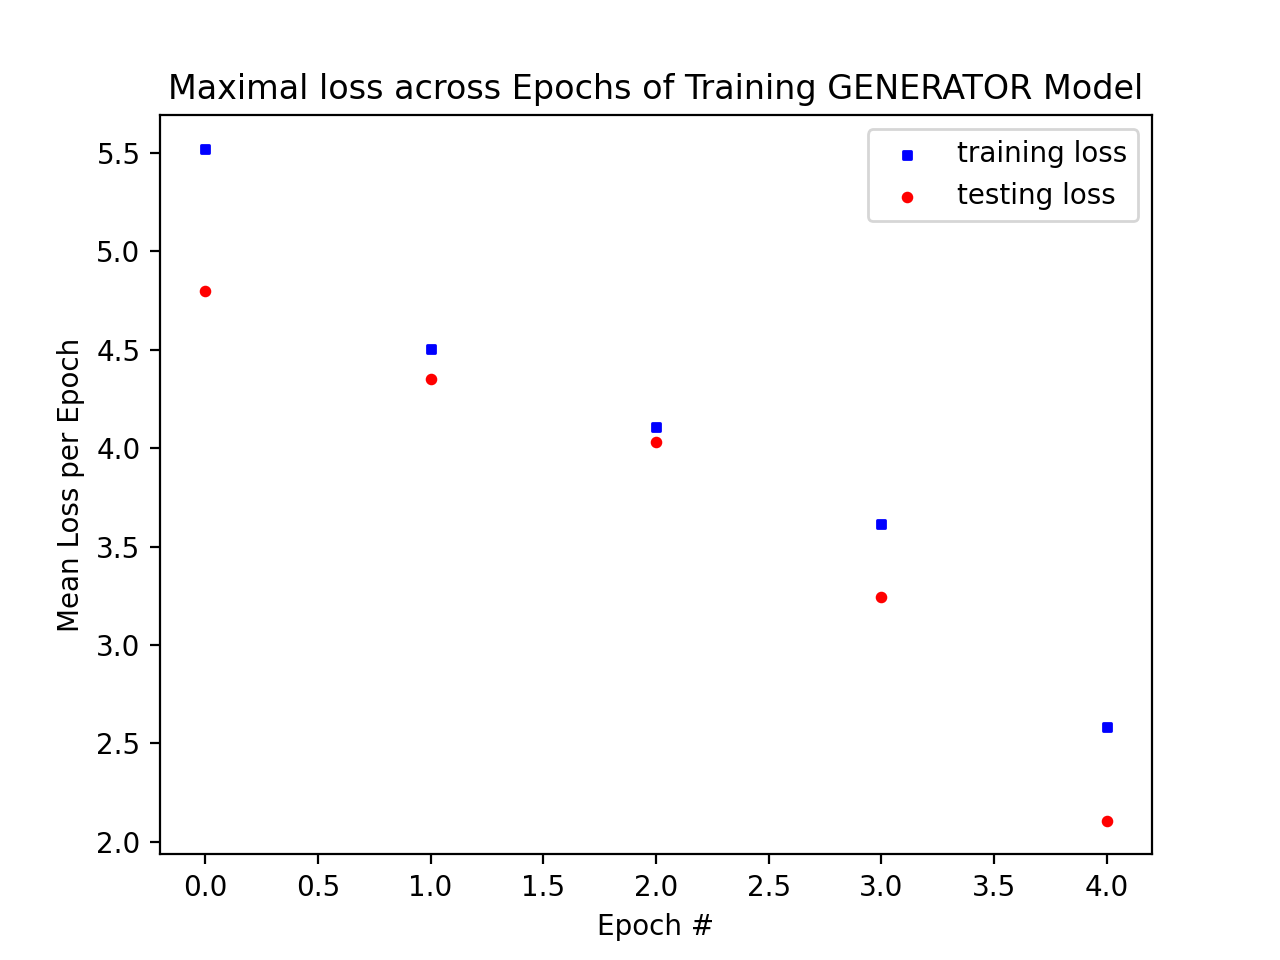 Maximal loss across Epochs of Training GENERATOR Model
training loss
testing loss
5.5
5.0
4.5
4.0
3.5
3.0
2.5
2.0
Mean Loss per Epoch
0.0 0.5 1.0 1.5 2.0 2.5 3.0 3.5 4.0
Epoch #